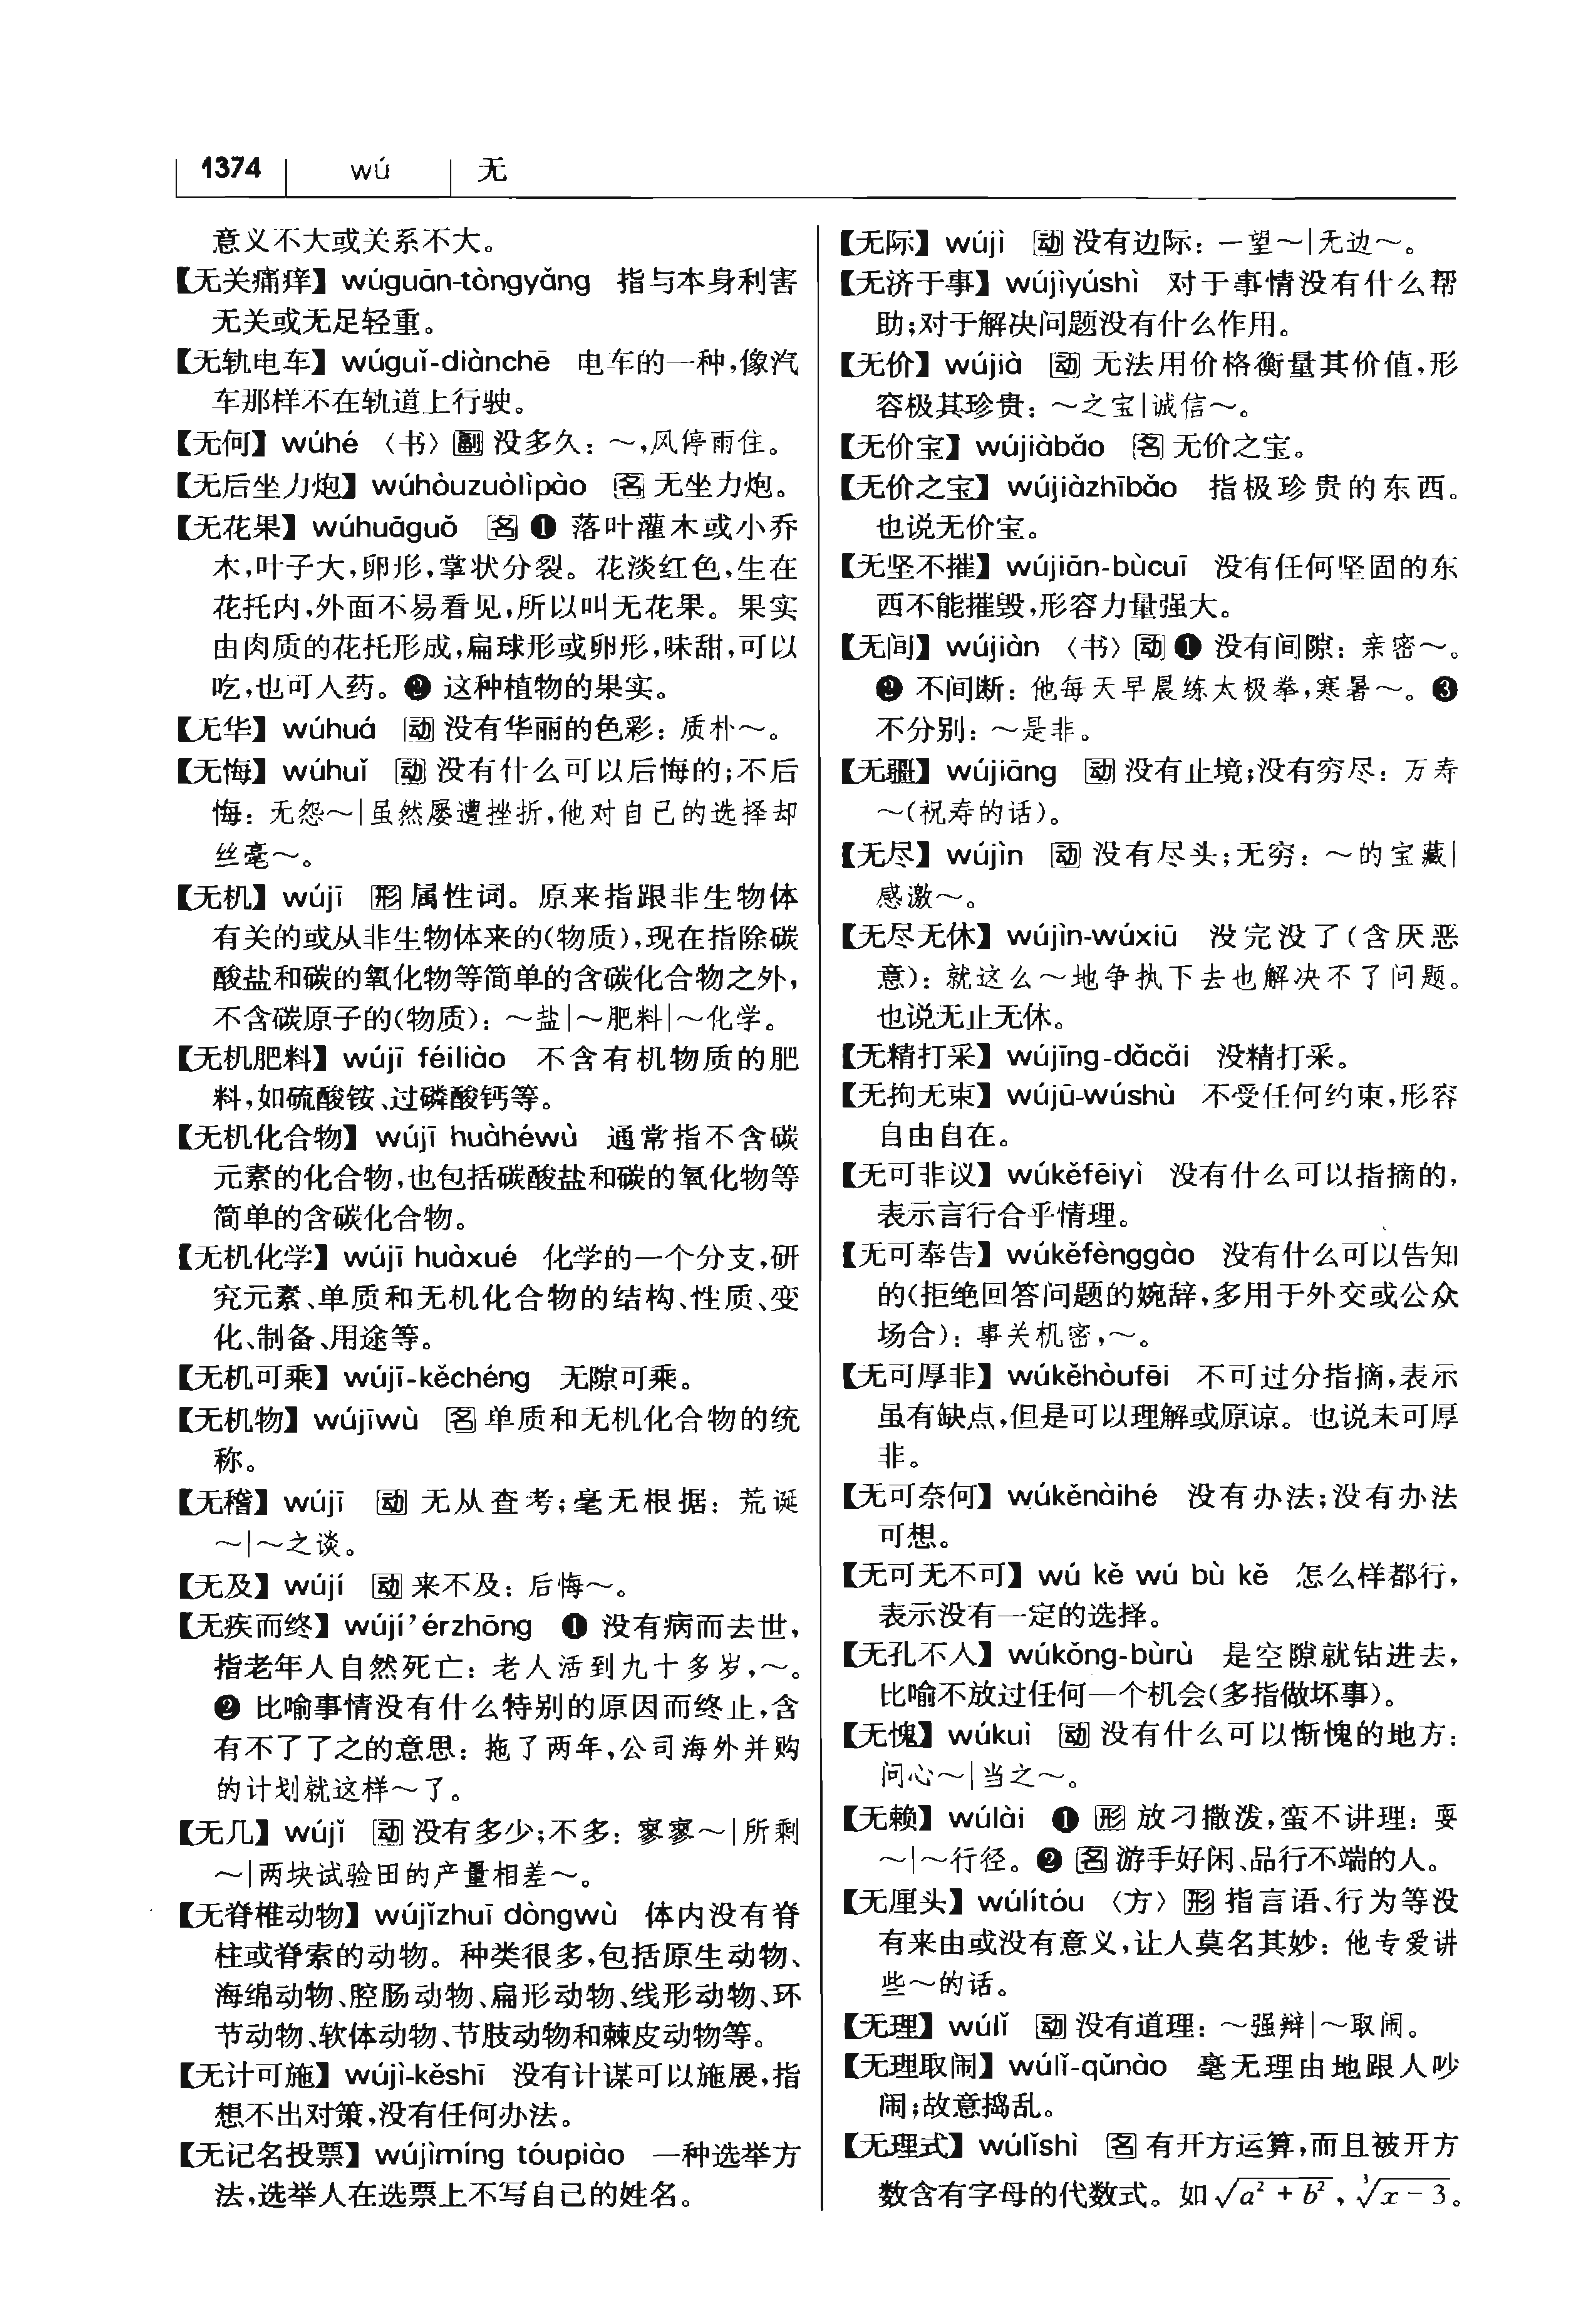 1374 wú 无
意义不大或关系不大。
【无关痛痒】 wúguān-tòngyǎng 指与本身利害
无关或无足轻重。
【无轨电车】 wúguǐ-diànchē 电车的一种,像汽
车那样不在轨道上行驶。
【无何】 wúhé 〈书〉 副 没多久：～,风停雨住。
【无后坐力炮】 wúhòuzuòlìpào 名 无坐力炮。
【无花果】 wúhuāguǒ 名 ❶ 落叶灌木或小乔
木,叶子大,卵形,掌状分裂。花淡红色,生在
花托内,外面不易看见,所以叫无花果。果实
由肉质的花托形成,扁球形或卵形,味甜,可以
吃,也可入药。❷ 这种植物的果实。
【无华】 wúhuá 动 没有华丽的色彩：质朴～。
【无悔】 wúhuǐ 动 没有什么可以后悔的;不后
悔：无怨～|虽然屡遭挫折,他对自己的选择却
丝毫～。
【无机】 wújī 形 属性词。原来指跟非生物体
有关的或从非生物体来的(物质),现在指除碳
酸盐和碳的氧化物等简单的含碳化合物之外,
不含碳原子的(物质)：～盐|～肥料|～化学。
【无机肥料】 wújī féiliào 不含有机物质的肥
料,如硫酸铵、过磷酸钙等。
【无机化合物】 wújī huàhéwù 通常指不含碳
元素的化合物,也包括碳酸盐和碳的氧化物等
简单的含碳化合物。
【无机化学】 wújī huàxué 化学的一个分支,研
究元素、单质和无机化合物的结构、性质、变
化、制备、用途等。
【无机可乘】 wújī-kěchéng 无隙可乘。
【无机物】 wújīwù 名 单质和无机化合物的统
称。
【无稽】 wújī 动 无从查考;毫无根据：荒诞
～|～之谈。
【无及】 wújí 动 来不及：后悔～。
【无疾而终】 wújí’érzhōng ❶ 没有病而去世,
指老年人自然死亡：老人活到九十多岁,～。
❷ 比喻事情没有什么特别的原因而终止,含
有不了了之的意思：拖了两年,公司海外并购
的计划就这样～了。
【无几】 wújǐ 动 没有多少;不多：寥寥～|所剩
～|两块试验田的产量相差～。
【无脊椎动物】 wújǐzhuī dòngwù 体内没有脊
柱或脊索的动物。种类很多,包括原生动物、
海绵动物、腔肠动物、扁形动物、线形动物、环
节动物、软体动物、节肢动物和棘皮动物等。
【无计可施】 wújì-kěshī 没有计谋可以施展,指
想不出对策,没有任何办法。
【无记名投票】 wújìmíng tóupiào 一种选举方
法,选举人在选票上不写自己的姓名。
【无际】 wújì 动 没有边际：一望～|无边～。
【无济于事】 wújìyúshì 对于事情没有什么帮
助;对于解决问题没有什么作用。
【无价】 wújià 动 无法用价格衡量其价值,形
容极其珍贵：～之宝|诚信～。
【无价宝】 wújiàbǎo 名 无价之宝。
【无价之宝】 wújiàzhībǎo 指极珍贵的东西。
也说无价宝。
【无坚不摧】 wújiān-bùcuī 没有任何坚固的东
西不能摧毁,形容力量强大。
【无间】 wújiàn 〈书〉 动 ❶ 没有间隙：亲密～。
❷ 不间断：他每天早晨练太极拳,寒暑～。❸
不分别：～是非。
【无疆】 wújiāng 动 没有止境;没有穷尽：万寿
～(祝寿的话)。
【无尽】 wújìn 动 没有尽头;无穷：～的宝藏|
感激～。
【无尽无休】 wújìn-wúxiū 没完没了(含厌恶
意)：就这么～地争执下去也解决不了问题。
也说无止无休。
【无精打采】 wújīng-dǎcǎi 没精打采。
【无拘无束】 wújū-wúshù 不受任何约束,形容
自由自在。
【无可非议】 wúkěfēiyì 没有什么可以指摘的,
表示言行合乎情理。
【无可奉告】 wúkěfènggào 没有什么可以告知
的(拒绝回答问题的婉辞,多用于外交或公众
场合)：事关机密,～。
【无可厚非】 wúkěhòufēi 不可过分指摘,表示
虽有缺点,但是可以理解或原谅。也说未可厚
非。
【无可奈何】 wúkěnàihé 没有办法;没有办法
可想。
【无可无不可】 wú kě wú bù kě 怎么样都行,
表示没有一定的选择。
【无孔不入】 wúkǒng-bùrù 是空隙就钻进去,
比喻不放过任何一个机会(多指做坏事)。
【无愧】 wúkuì 动 没有什么可以惭愧的地方：
问心～|当之～。
【无赖】 wúlài ❶ 形 放刁撒泼,蛮不讲理：耍
～|～行径。❷ 名 游手好闲、品行不端的人。
【无厘头】 wúlítóu 〈方〉 形 指言语、行为等没
有来由或没有意义,让人莫名其妙：他专爱讲
些～的话。
【无理】 wúlǐ 动 没有道理：～强辩|～取闹。
【无理取闹】 wúlǐ-qǔnào 毫无理由地跟人吵
闹;故意捣乱。
【无理式】 wúlǐshì 名 有开方运算,而且被开方
数含有字母的代数式。如 √(a² + b²) , ³√(x − 3)。